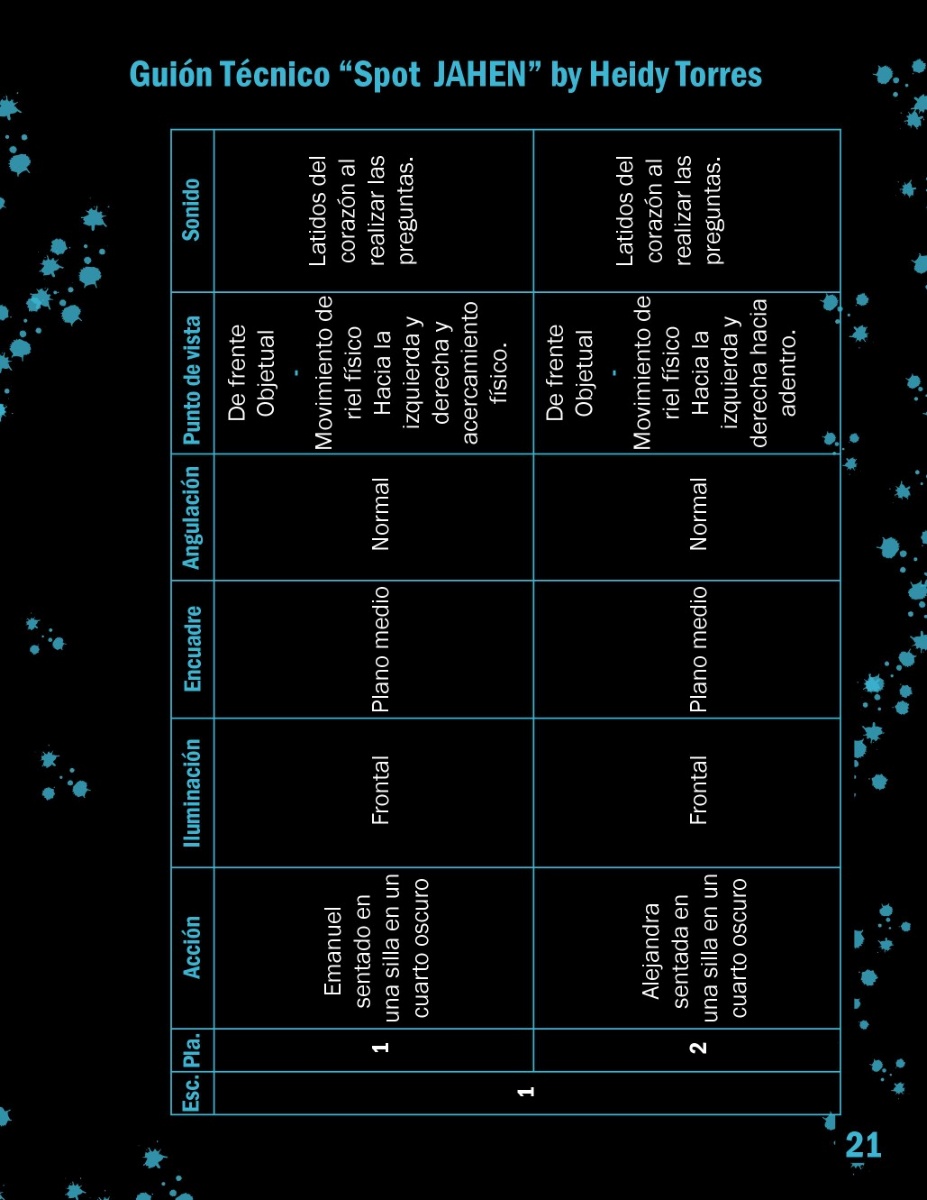 Guión Técnico “Spot JAHEN” by Heidy Torres
Esc.
Pla.
Acción
Iluminación
Encuadre
Angulación
Punto de vista
Sonido
1
1
Emanuel
sentado en
una silla en un
cuarto oscuro
Frontal
Plano medio
Normal
De frente
Objetual
-
Movimiento de
riel físico
Hacia la
izquierda y
derecha y
acercamiento
físico.
Latidos del
corazón al
realizar las
preguntas.
2
Alejandra
sentada en
una silla en un
cuarto oscuro
Frontal
Plano medio
Normal
De frente
Objetual
-
Movimiento de
riel físico
Hacia la
izquierda y
derecha hacia
adentro.
Latidos del
corazón al
realizar las
preguntas.
21